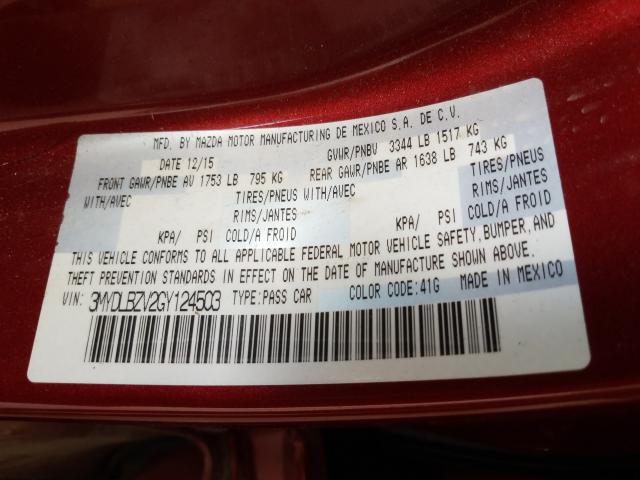 MFD. BY MAZDA MOTOR MANUFACTURING DE MEXICO S.A. DE C.V.
DATE 12/15 GVWR/PNBV 3344 LB 1517 KG
FRONT GAWR/PNBE AV 1753 LB 795 KG REAR GAWR/PNBE AR 1638 LB 743 KG
WITH/AVEC TIRES/PNEUS WITH/AVEC TIRES/PNEUS
RIMS/JANTES RIMS/JANTES
KPA/ PSI COLD/A FROID KPA/ PSI COLD/A FROID
THIS VEHICLE CONFORMS TO ALL APPLICABLE FEDERAL MOTOR VEHICLE SAFETY, BUMPER, AND
THEFT PREVENTION STANDARDS IN EFFECT ON THE DATE OF MANUFACTURE SHOWN ABOVE.
VIN: 3MYDLBZV2GY124503 TYPE:PASS CAR COLOR CODE:41G MADE IN MEXICO